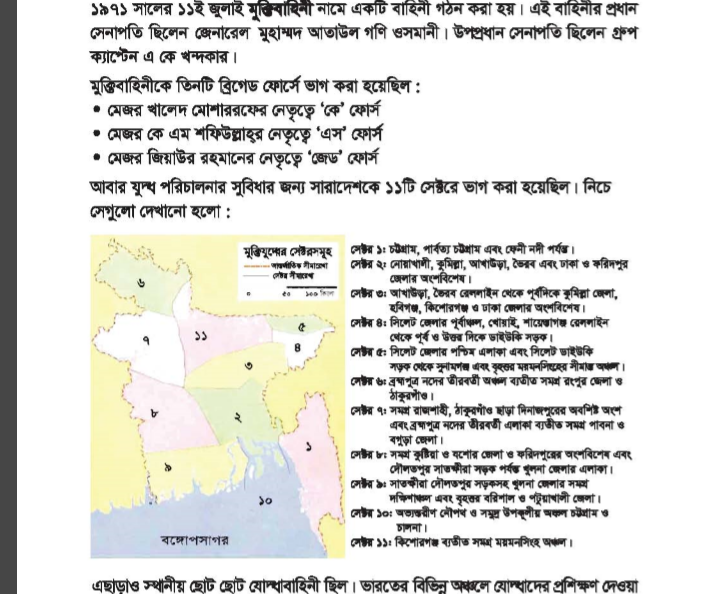 ১৯৭১ সালের ১১ই জুলাই মুক্তিবাহিনী নামে একটি বাহিনী গঠন করা হয়। এই বাহিনীর প্রধান
সেনাপতি ছিলেন জেনারেল মুহাম্মদ আতাউল গণি ওসমানী। উপপ্রধান সেনাপতি ছিলেন গ্রুপ
ক্যাপ্টেন এ কে খন্দকার।
মুক্তিবাহিনীকে তিনটি ব্রিগেড ফোর্সে ভাগ করা হয়েছিল :
• মেজর খালেদ মোশাররফের নেতৃত্বে ‘কে’ ফোর্স
• মেজর কে এম শফিউল্লাহ্‌র নেতৃত্বে ‘এস’ ফোর্স
• মেজর জিয়াউর রহমানের নেতৃত্বে ‘জেড’ ফোর্স
আবার যুদ্ধ পরিচালনার সুবিধার জন্য সারাদেশকে ১১টি সেক্টরে ভাগ করা হয়েছিল। নিচে
সেগুলো দেখানো হলো :
মুক্তিযুদ্ধের সেক্টরসমূহ
আন্তর্জাতিক সীমারেখা
সেক্টর সীমারেখা
০ ৫০ ১০০ কিমি
৬
৫
৪
১১
৭
৩
৮
২
১
৯
১০
বঙ্গোপসাগর
সেক্টর ১: চট্টগ্রাম, পার্বত্য চট্টগ্রাম এবং ফেনী নদী পর্যন্ত।
সেক্টর ২: নোয়াখালী, কুমিল্লা, আখাউড়া, ভৈরব এবং ঢাকা ও ফরিদপুর
জেলার অংশবিশেষ।
সেক্টর ৩: আখাউড়া, ভৈরব রেললাইন থেকে পূর্বদিকে কুমিল্লা জেলা,
হবিগঞ্জ, কিশোরগঞ্জ ও ঢাকা জেলার অংশবিশেষ।
সেক্টর ৪: সিলেট জেলার পূর্বাঞ্চল, খোয়াই, শায়েস্তাগঞ্জ রেললাইন
থেকে পূর্ব ও উত্তর দিকে ডাইউকি সড়ক।
সেক্টর ৫: সিলেট জেলার পশ্চিম এলাকা এবং সিলেট ডাইউকি
সড়ক থেকে সুনামগঞ্জ এবং বৃহত্তর ময়মনসিংহের সীমান্ত অঞ্চল।
সেক্টর ৬: ব্রহ্মপুত্র নদের তীরবর্তী অঞ্চল ব্যতীত সমগ্র রংপুর জেলা ও
ঠাকুরগাঁও।
সেক্টর ৭: সমগ্র রাজশাহী, ঠাকুরগাঁও ছাড়া দিনাজপুরের অবশিষ্ট অংশ
এবং ব্রহ্মপুত্র নদের তীরবর্তী এলাকা ব্যতীত সমগ্র পাবনা ও
বগুড়া জেলা।
সেক্টর ৮: সমগ্র কুষ্টিয়া ও যশোর জেলা ও ফরিদপুরের অংশবিশেষ এবং
দৌলতপুর সাতক্ষীরা সড়ক পর্যন্ত খুলনা জেলার এলাকা।
সেক্টর ৯: সাতক্ষীরা দৌলতপুর সড়কসহ খুলনা জেলার সমগ্র
দক্ষিণাঞ্চল এবং বৃহত্তর বরিশাল ও পটুয়াখালী জেলা।
সেক্টর ১০: অভ্যন্তরীণ নৌপথ ও সমুদ্র উপকূলীয় অঞ্চল চট্টগ্রাম ও
চালনা।
সেক্টর ১১: কিশোরগঞ্জ ব্যতীত সমগ্র ময়মনসিংহ অঞ্চল।
এছাড়াও স্থানীয় ছোট ছোট যোদ্ধাবাহিনী ছিল। ভারতের বিভিন্ন অঞ্চলে যোদ্ধাদের প্রশিক্ষণ দেওয়া